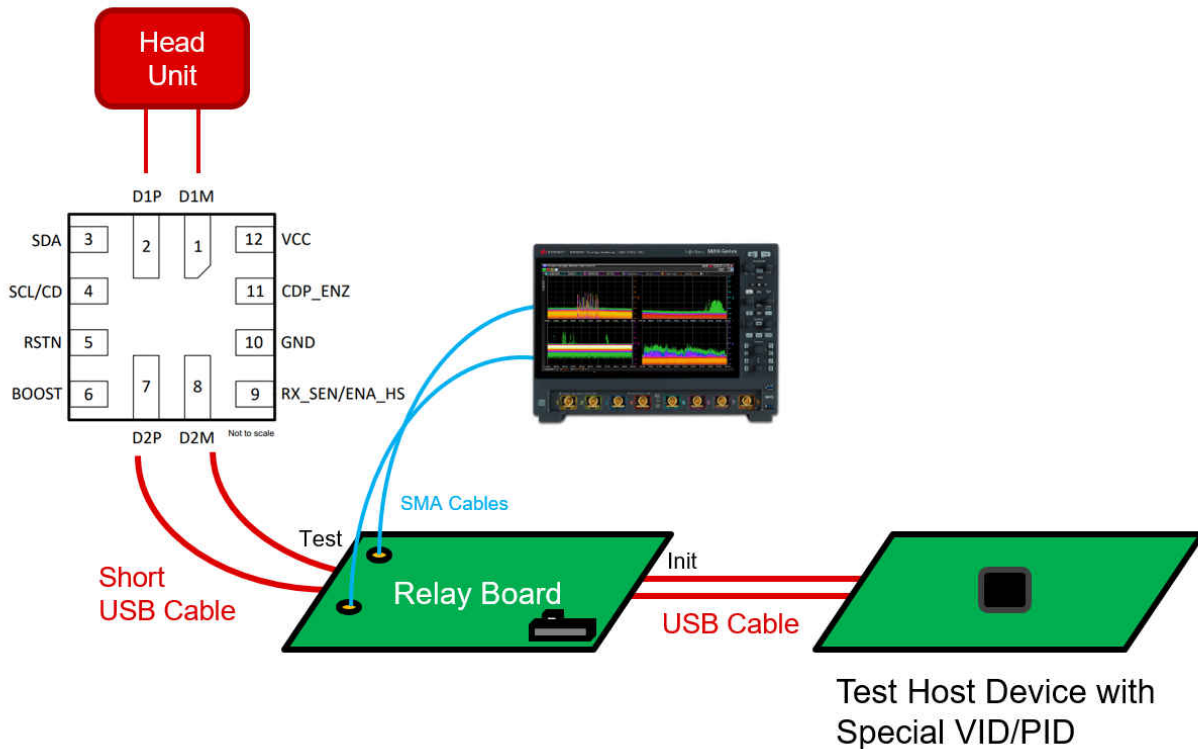 Head
Unit
D1P D1M
SDA 3 2 1 12 VCC
SCL/CD 4 11 CDP_ENZ
RSTN 5 10 GND
BOOST 6 7 8 9 RX_SEN/ENA_HS
D2P D2M Not to scale
SMA Cables
Test
Init
Short
USB Cable
Relay Board
USB Cable
Test Host Device with
Special VID/PID